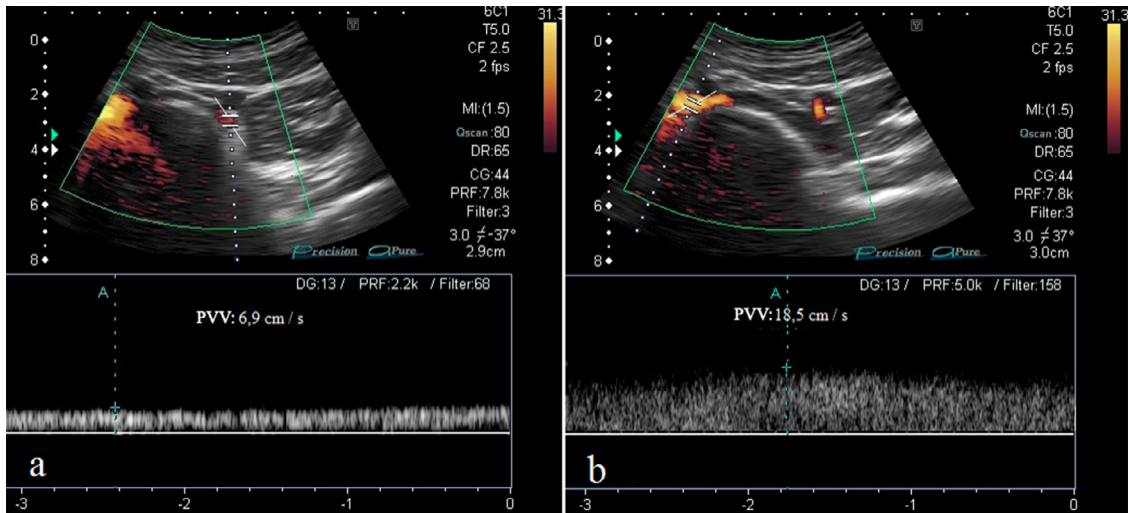 6C1
31.3
T5.0
CF 2.5
2 fps
MI:(1.5)
Qscan:80
DR:65
CG:44
PRF:7.8k
Filter:3
3.0 -37°
2.9cm
0
2
4
6
8
Precision APure
DG:13 / PRF:2.2k / Filter:68
A
PVV: 6,9 cm / s
a
-3
-2
-1
0
6C1
31.3
T5.0
CF 2.5
2 fps
MI:(1.5)
Qscan:80
DR:65
CG:44
PRF:7.8k
Filter:3
3.0 37°
3.0cm
0
2
4
6
8
Precision APure
DG:13 / PRF:5.0k / Filter:158
A
PVV: 18,5 cm / s
b
-3
-2
-1
0